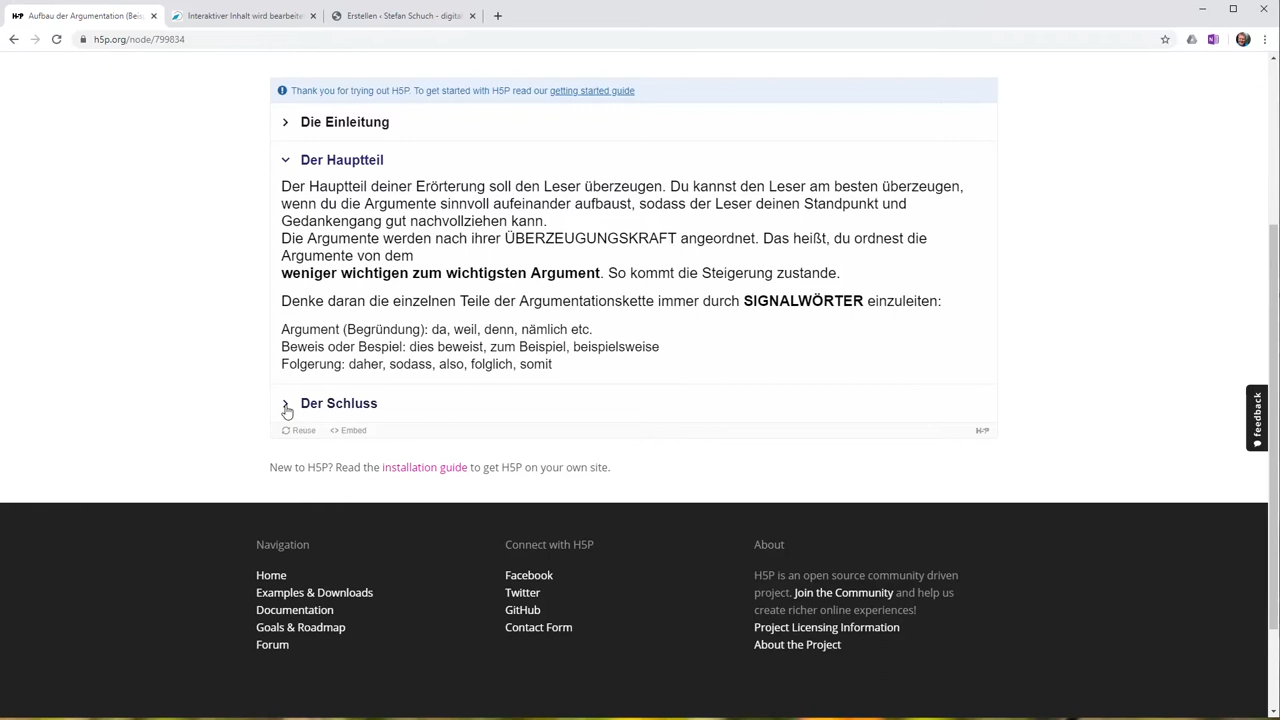 Aufbau der Argumentation (Beis
Interaktiver Inhalt wird bearbeite
Erstellen ‹ Stefan Schuch - digital
h5p.org/node/799834
Thank you for trying out H5P. To get started with H5P read our getting started guide
Die Einleitung
Der Hauptteil
Der Hauptteil deiner Erörterung soll den Leser überzeugen. Du kannst den Leser am besten überzeugen,
wenn du die Argumente sinnvoll aufeinander aufbaust, sodass der Leser deinen Standpunkt und
Gedankengang gut nachvollziehen kann.
Die Argumente werden nach ihrer ÜBERZEUGUNGSKRAFT angeordnet. Das heißt, du ordnest die
Argumente von dem
weniger wichtigen zum wichtigsten Argument. So kommt die Steigerung zustande.
Denke daran die einzelnen Teile der Argumentationskette immer durch SIGNALWÖRTER einzuleiten:
Argument (Begründung): da, weil, denn, nämlich etc.
Beweis oder Bespiel: dies beweist, zum Beispiel, beispielsweise
Folgerung: daher, sodass, also, folglich, somit
Der Schluss
Reuse <> Embed H5P
New to H5P? Read the installation guide to get H5P on your own site.
feedback
Navigation
Home
Examples & Downloads
Documentation
Goals & Roadmap
Forum
Connect with H5P
Facebook
Twitter
GitHub
Contact Form
About
H5P is an open source community driven
project. Join the Community and help us
create richer online experiences!
Project Licensing Information
About the Project